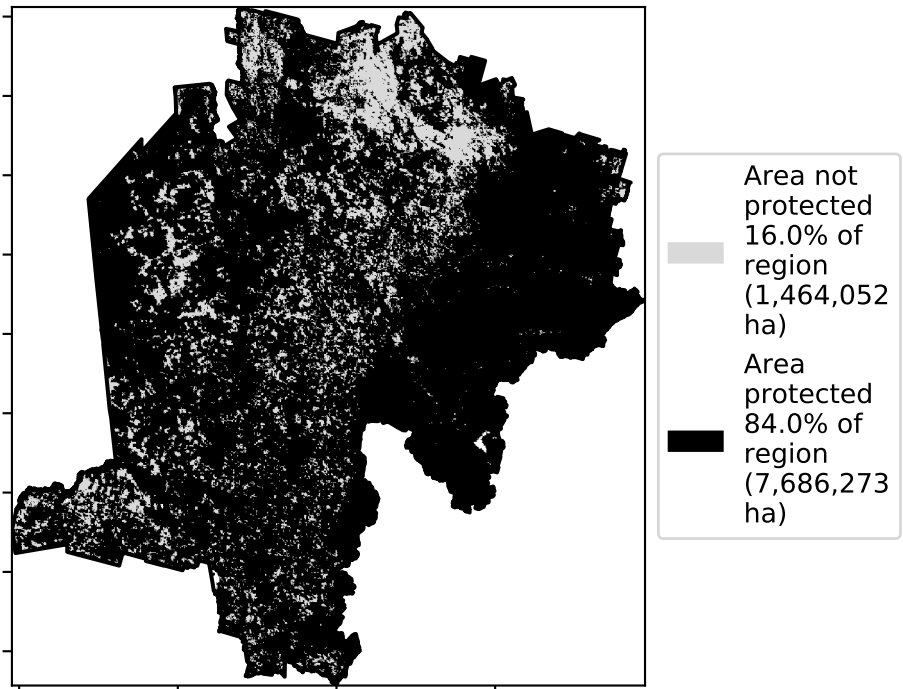 Area not
protected
16.0% of
region
(1,464,052
ha)
Area
protected
84.0% of
region
(7,686,273
ha)